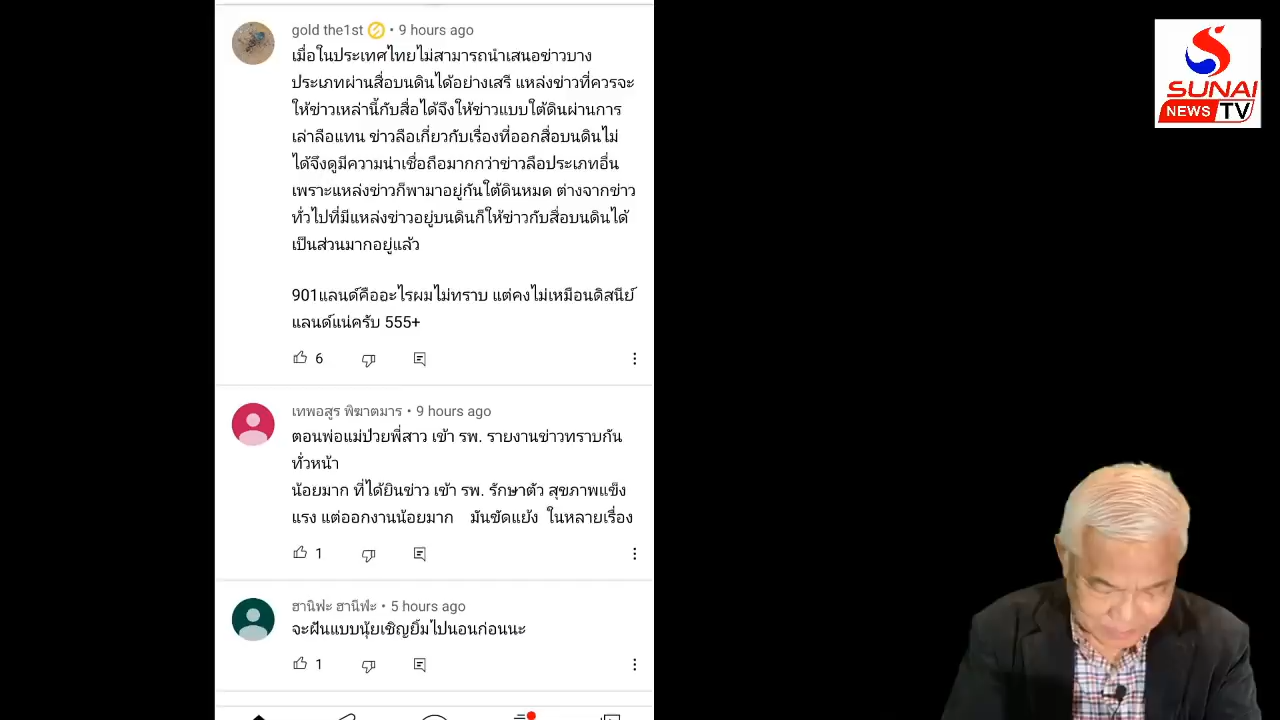 gold the1st • 9 hours ago
เมื่อในประเทศไทยไม่สามารถนำเสนอข่าวบาง
ประเภทผ่านสื่อบนดินได้อย่างเสรี แหล่งข่าวที่ควรจะ
ให้ข่าวเหล่านี้กับสื่อได้จึงให้ข่าวแบบใต้ดินผ่านการ
เล่าลือแทน ข่าวลือเกี่ยวกับเรื่องที่ออกสื่อบนดินไม่
ได้จึงดูมีความน่าเชื่อถือมากกว่าข่าวลือประเภทอื่น
เพราะแหล่งข่าวก็พามาอยู่กันใต้ดินหมด ต่างจากข่าว
ทั่วไปที่มีแหล่งข่าวอยู่บนดินก็ให้ข่าวกับสื่อบนดินได้
เป็นส่วนมากอยู่แล้ว
901แลนด์คืออะไรผมไม่ทราบ แต่คงไม่เหมือนดิสนีย์
แลนด์แน่ครับ 555+
6
เทพอสูร พิฆาตมาร • 9 hours ago
ตอนพ่อแม่ป่วยพี่สาว เข้า รพ. รายงานข่าวทราบกัน
ทั่วหน้า
น้อยมาก ที่ได้ยินข่าว เข้า รพ. รักษาตัว สุขภาพแข็ง
แรง แต่ออกงานน้อยมาก มันขัดแย้ง ในหลายเรื่อง
1
ฮานิฟะ ฮานีฟะ • 5 hours ago
จะฝันแบบนุ้ยเชิญยิ้มไปนอนก่อนนะ
1
SUNAI
NEWS TV